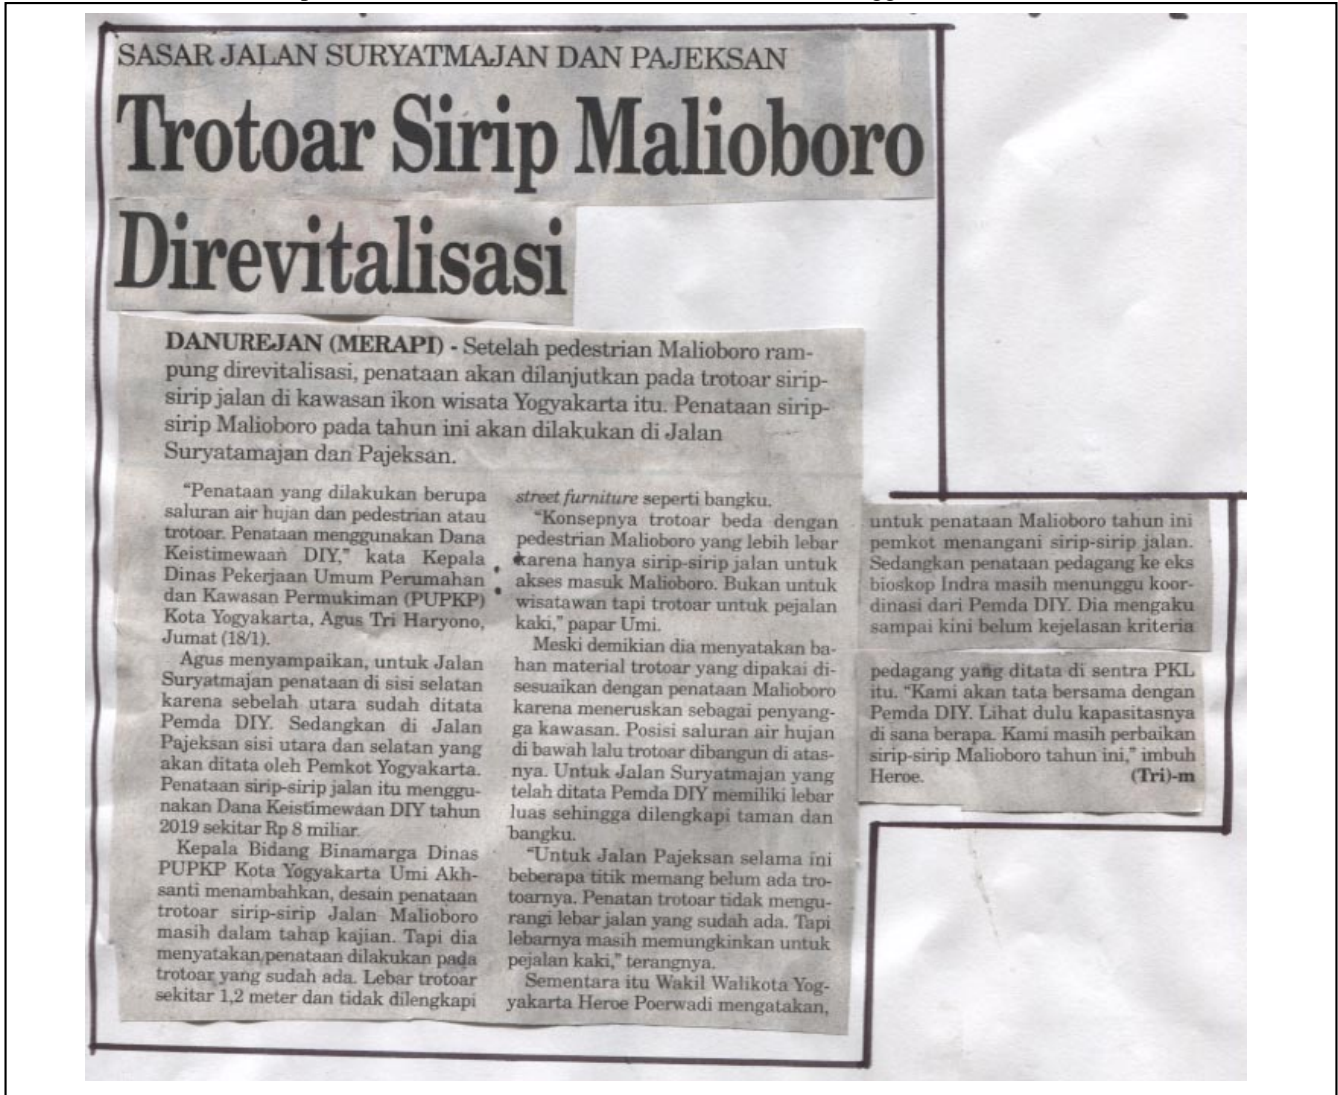 SASAR JALAN SURYATMAJAN DAN PAJEKSAN
Trotoar Sirip Malioboro
Direvitalisasi
DANUREJAN (MERAPI) - Setelah pedestrian Malioboro ram-
pung direvitalisasi, penataan akan dilanjutkan pada trotoar sirip-
sirip jalan di kawasan ikon wisata Yogyakarta itu. Penataan sirip-
sirip Malioboro pada tahun ini akan dilakukan di Jalan
Suryatamajan dan Pajeksan.
"Penataan yang dilakukan berupa
saluran air hujan dan pedestrian atau
trotoar. Penataan menggunakan Dana
Keistimewaan DIY," kata Kepala
Dinas Pekerjaan Umum Perumahan
dan Kawasan Permukiman (PUPKP)
Kota Yogyakarta, Agus Tri Haryono,
Jumat (18/1).
Agus menyampaikan, untuk Jalan
Suryatmajan penataan di sisi selatan
karena sebelah utara sudah ditata
Pemda DIY. Sedangkan di Jalan
Pajeksan sisi utara dan selatan yang
akan ditata oleh Pemkot Yogyakarta.
Penataan sirip-sirip jalan itu menggu-
nakan Dana Keistimewaan DIY tahun
2019 sekitar Rp 8 miliar.
Kepala Bidang Binamarga Dinas
PUPKP Kota Yogyakarta Umi Akh-
santi menambahkan, desain penataan
trotoar sirip-sirip Jalan Malioboro
masih dalam tahap kajian. Tapi dia
menyatakan penataan dilakukan pada
trotoar yang sudah ada. Lebar trotoar
sekitar 1,2 meter dan tidak dilengkapi
street furniture seperti bangku.
"Konsepnya trotoar beda dengan
pedestrian Malioboro yang lebih lebar
karena hanya sirip-sirip jalan untuk
akses masuk Malioboro. Bukan untuk
wisatawan tapi trotoar untuk pejalan
kaki," papar Umi.
Meski demikian dia menyatakan ba-
han material trotoar yang dipakai di-
sesuaikan dengan penataan Malioboro
karena meneruskan sebagai penyang-
ga kawasan. Posisi saluran air hujan
di bawah lalu trotoar dibangun di atas-
nya. Untuk Jalan Suryatmajan yang
telah ditata Pemda DIY memiliki lebar
luas sehingga dilengkapi taman dan
bangku.
"Untuk Jalan Pajeksan selama ini
beberapa titik memang belum ada tro-
toarnya. Penatan trotoar tidak mengu-
rangi lebar jalan yang sudah ada. Tapi
lebarnya masih memungkinkan untuk
pejalan kaki," terangnya.
Sementara itu Wakil Walikota Yog-
yakarta Heroe Poerwadi mengatakan,
untuk penataan Malioboro tahun ini
pemkot menangani sirip-sirip jalan.
Sedangkan penataan pedagang ke eks
bioskop Indra masih menunggu koor-
dinasi dari Pemda DIY. Dia mengaku
sampai kini belum kejelasan kriteria
pedagang yang ditata di sentra PKL
itu. "Kami akan tata bersama dengan
Pemda DIY. Lihat dulu kapasitasnya
di sana berapa. Kami masih perbaikan
sirip-sirip Malioboro tahun ini," imbuh
Heroe. (Tri)-m